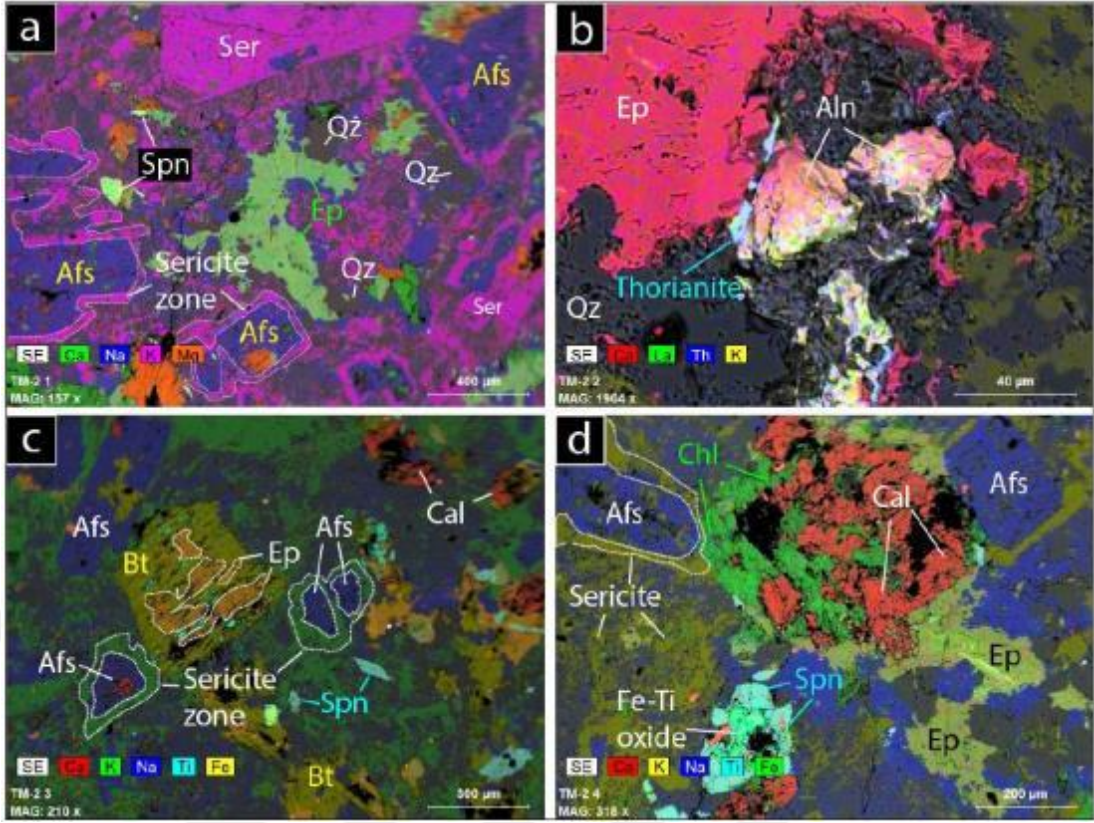 a
Ser
Afs
Qz
Spn
Qz
Ep
Afs
Sericite
zone
Qz
Ser
Afs
SE Ca Na K Mg
TM-2 1
MAG: 157 x
400 µm
b
Ep
Aln
Thorianite
Qz
SE Ca La Th K
TM-2 2
MAG: 1904 x
40 µm
c
Cal
Afs
Afs
Bt
Ep
Afs
Sericite
zone
Spn
Bt
SE Ca K Na Ti Fe
TM-2 3
MAG: 210 x
300 µm
d
Chl
Afs
Cal
Afs
Sericite
Spn
Ep
Fe-Ti
oxide
Ep
SE Ca K Na Ti Fe
TM-2 4
MAG: 318 x
200 µm